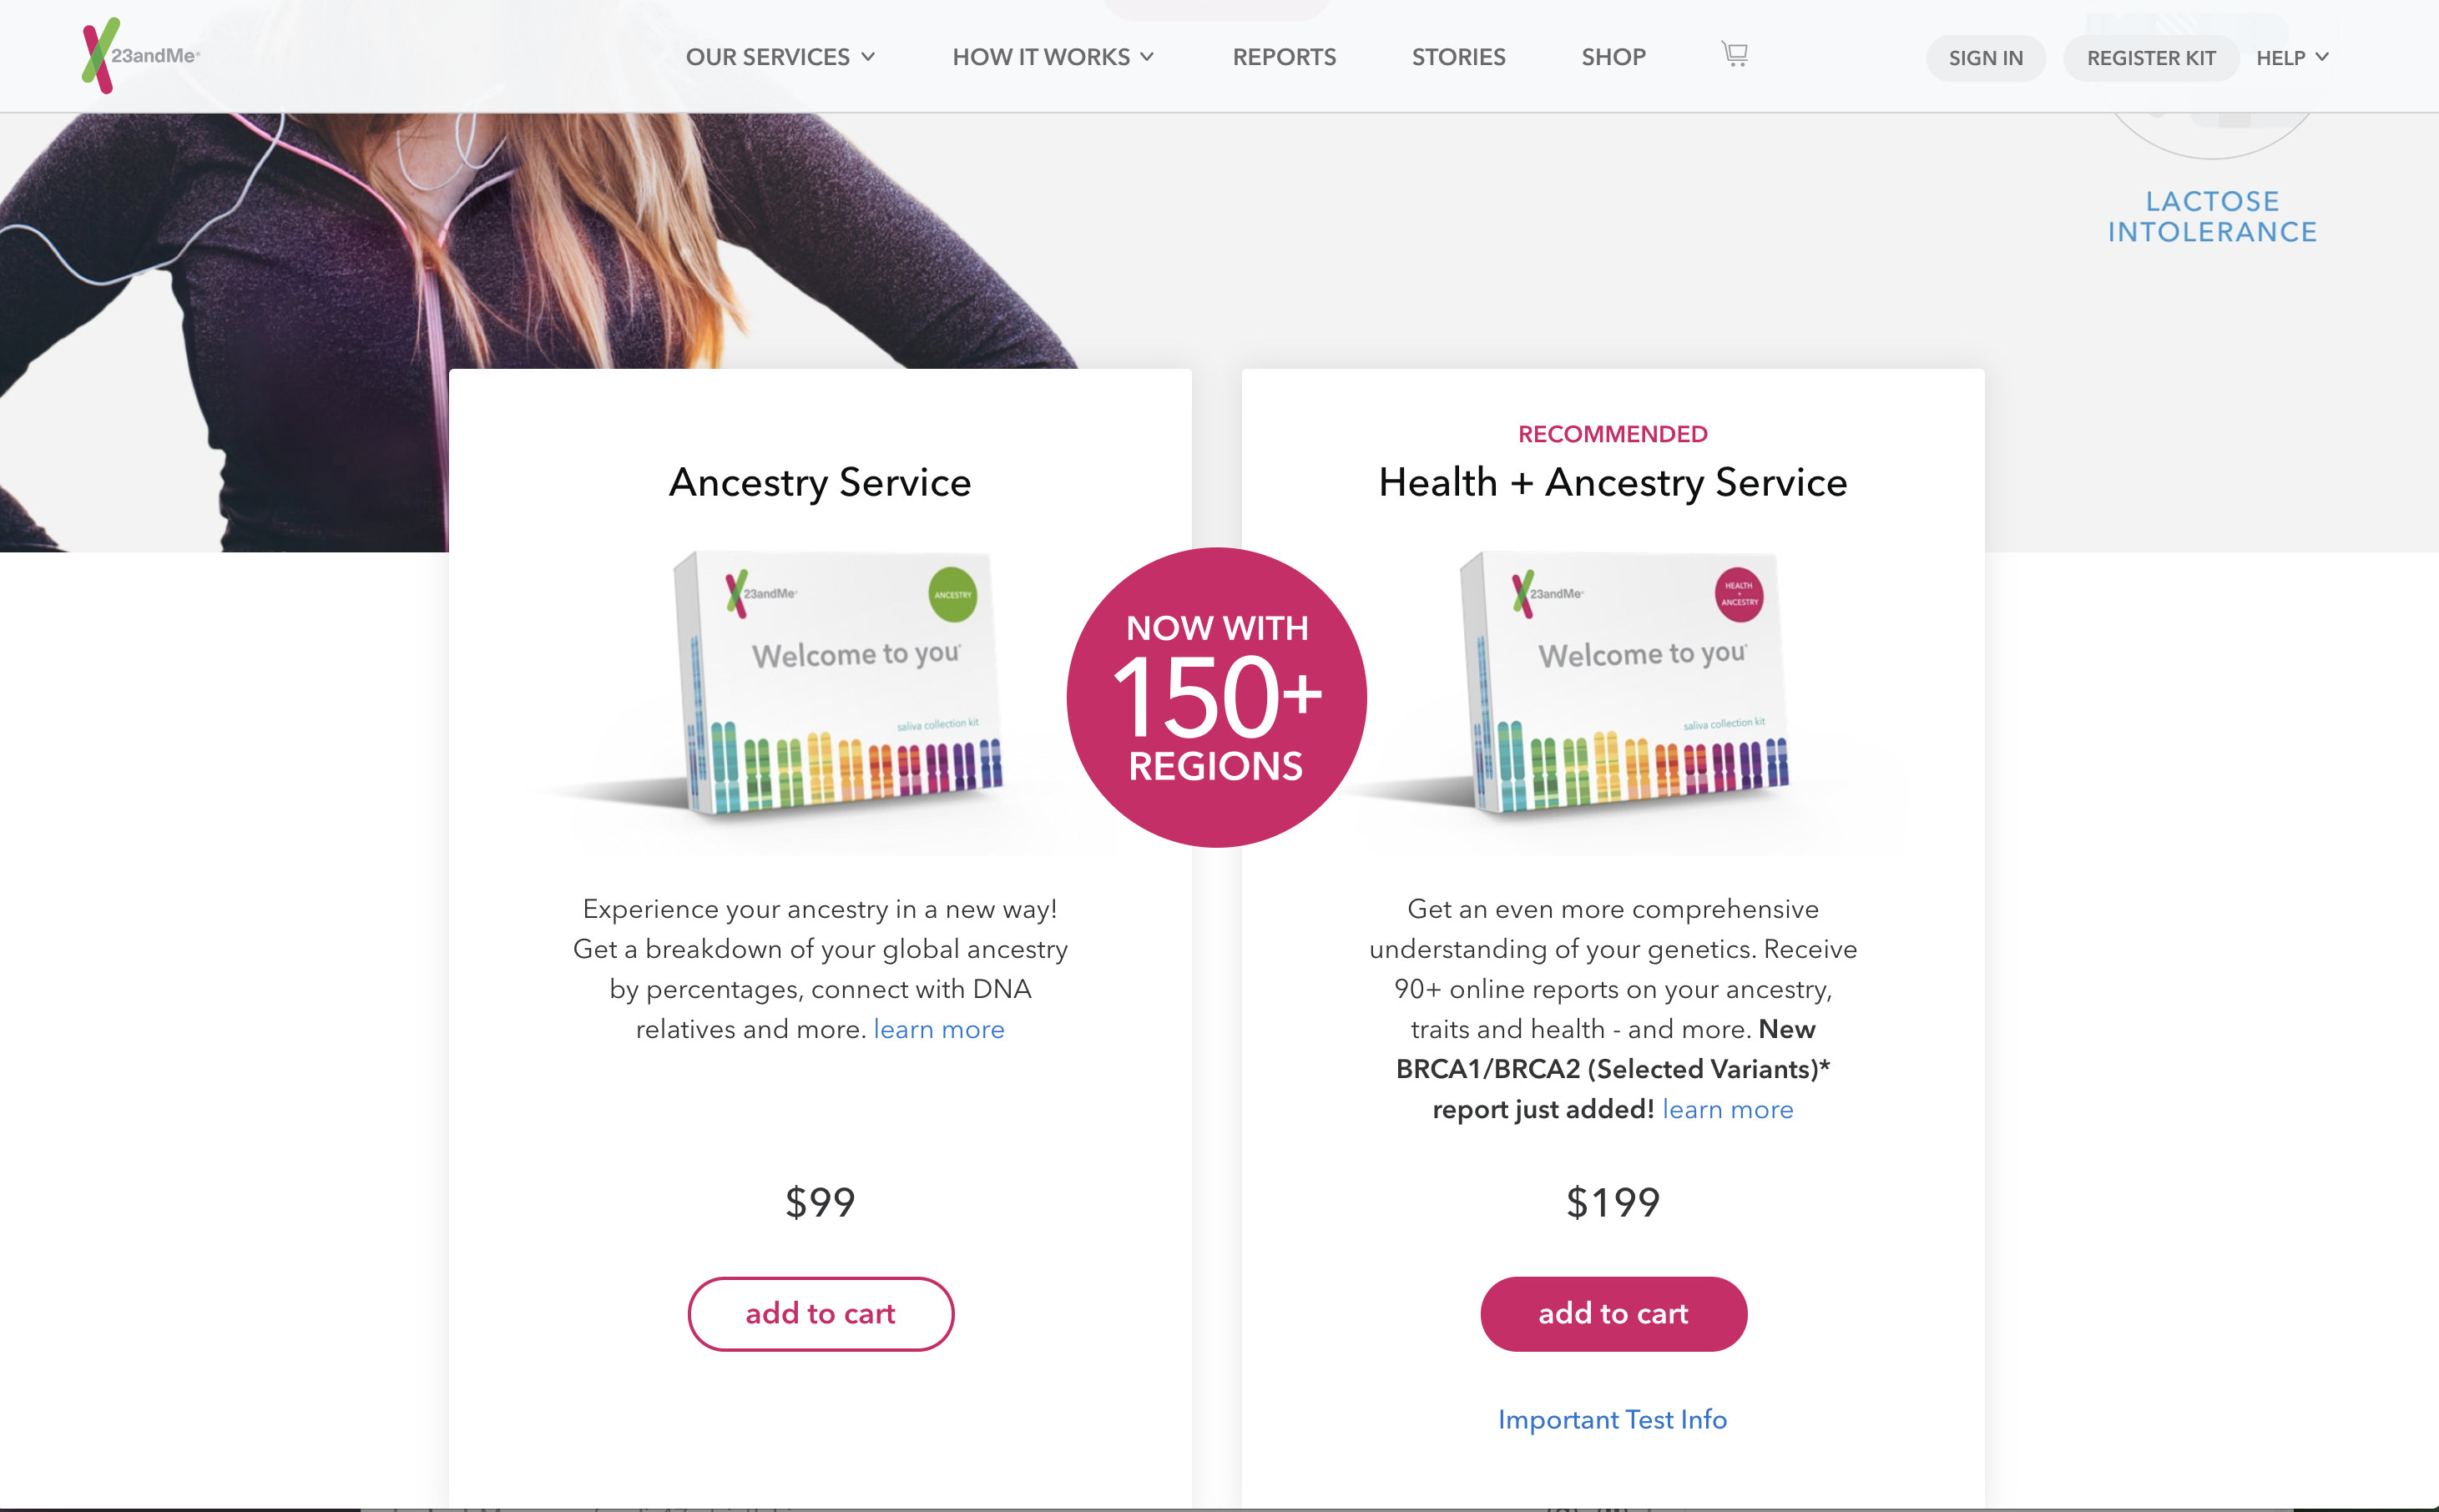 23andMe
OUR SERVICES
HOW IT WORKS
REPORTS
STORIES
SHOP
SIGN IN
REGISTER KIT
HELP
LACTOSE
INTOLERANCE
Ancestry Service
23andMe
ANCESTRY
Welcome to you
saliva collection kit
Experience your ancestry in a new way!
Get a breakdown of your global ancestry
by percentages, connect with DNA
relatives and more. learn more
$99
add to cart
NOW WITH
150+
REGIONS
RECOMMENDED
Health + Ancestry Service
23andMe
HEALTH
+
ANCESTRY
Welcome to you
saliva collection kit
Get an even more comprehensive
understanding of your genetics. Receive
90+ online reports on your ancestry,
traits and health - and more. New
BRCA1/BRCA2 (Selected Variants)*
report just added! learn more
$199
add to cart
Important Test Info